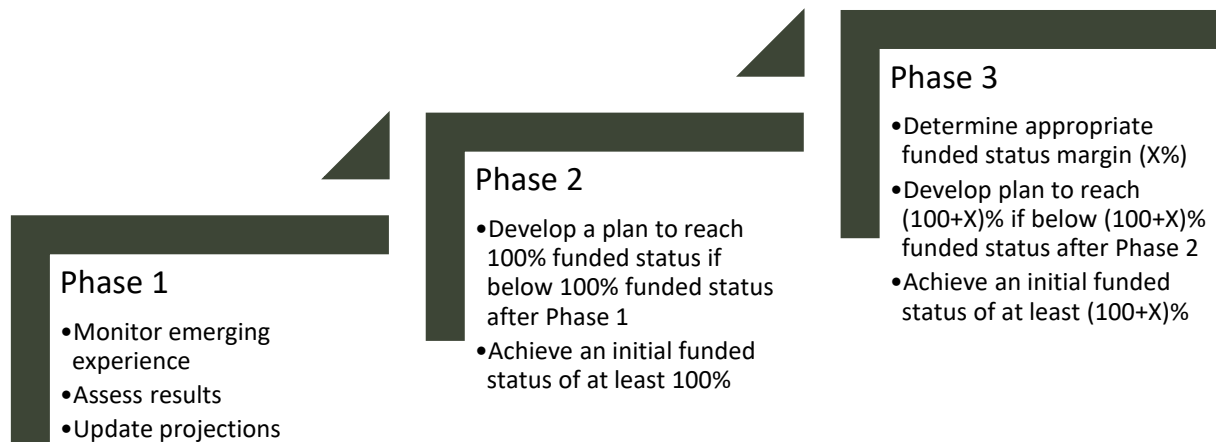 Phase 1
•Monitor emerging
experience
•Assess results
•Update projections
Phase 2
•Develop a plan to reach
100% funded status if
below 100% funded status
after Phase 1
•Achieve an initial funded
status of at least 100%
Phase 3
•Determine appropriate
funded status margin (X%)
•Develop plan to reach
(100+X)% if below (100+X)%
funded status after Phase 2
•Achieve an initial funded
status of at least (100+X)%